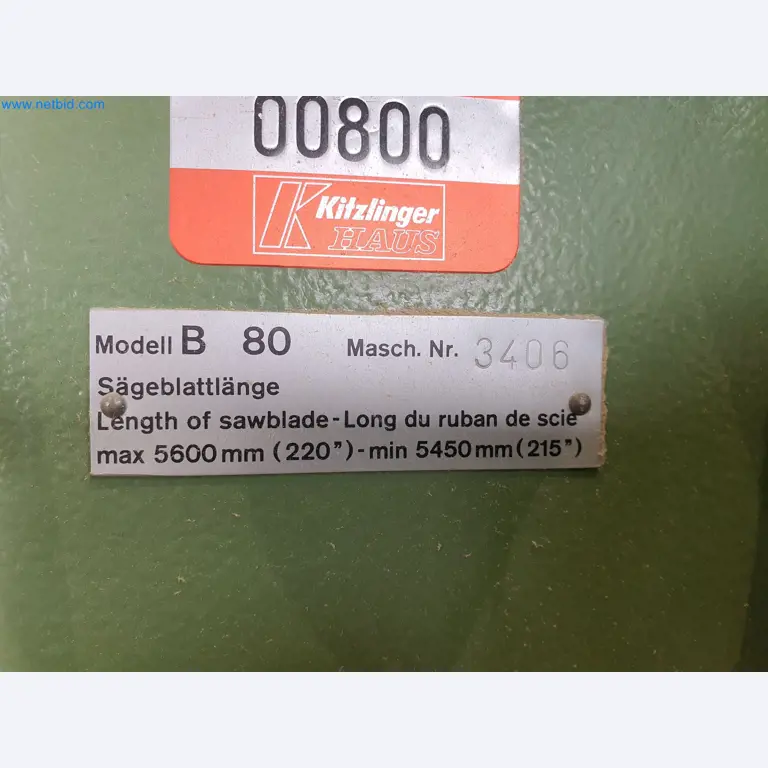 www.netbid.com
00800
K Kitzlinger
HAUS
Modell B 80 Masch. Nr. 3406
Sägeblattlänge
Length of sawblade - Long du ruban de scie
max 5600 mm (220”) - min 5450 mm (215”)